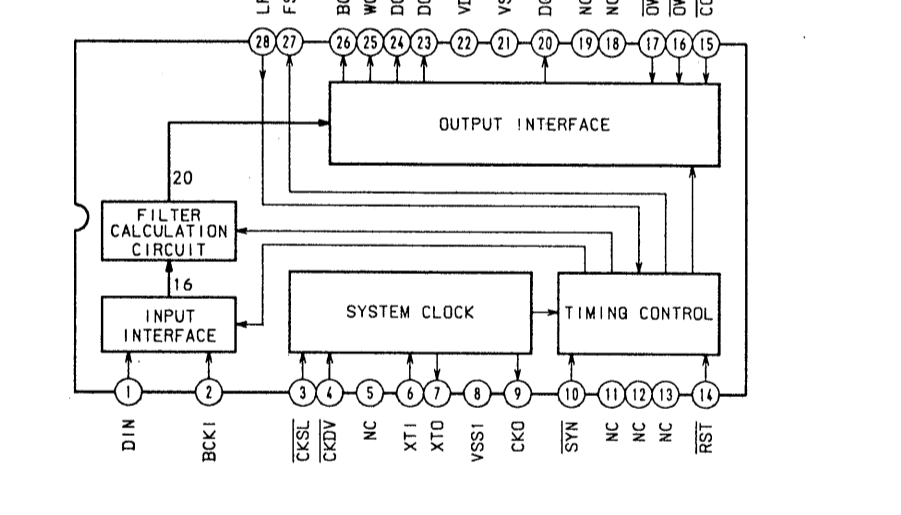 28 27 26 25 24 23 22 21 20 19 18 17 16 15
OUTPUT INTERFACE
20
FILTER
CALCULATION
CIRCUIT
16
INPUT
INTERFACE
SYSTEM CLOCK
TIMING CONTROL
1 2 3 4 5 6 7 8 9 10 11 12 13 14
DIN
BCKI
CKSL
CKDV
NC
XTI
XTO
VSS1
CKO
SYN
NC
NC
NC
RST